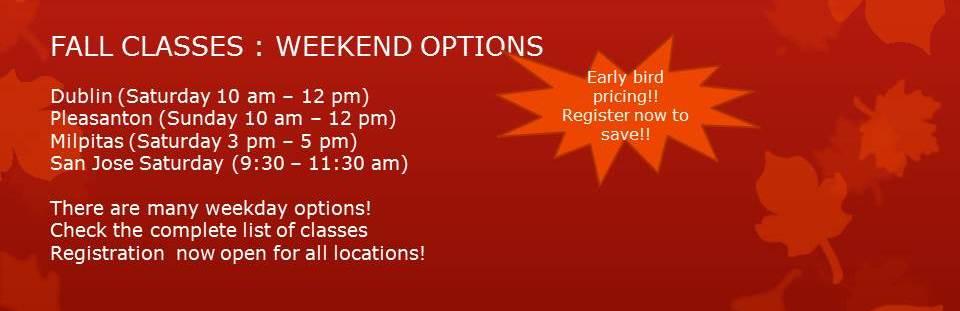 FALL CLASSES : WEEKEND OPTIONS
Dublin (Saturday 10 am – 12 pm)
Pleasanton (Sunday 10 am – 12 pm)
Milpitas (Saturday 3 pm – 5 pm)
San Jose Saturday (9:30 – 11:30 am)
There are many weekday options!
Check the complete list of classes
Registration now open for all locations!
Early bird
pricing!!
Register now to
save!!